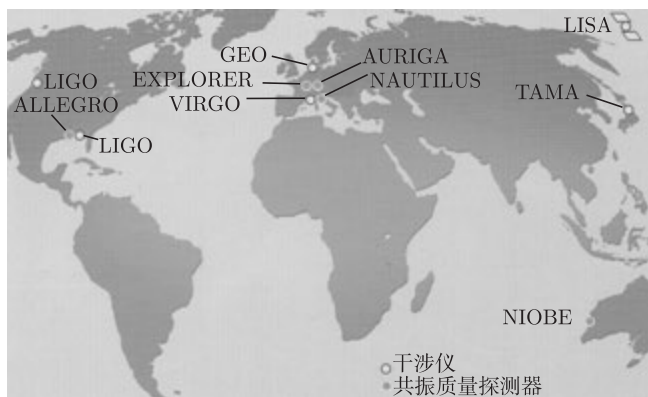 LISA
GEO
AURIGA
LIGO
EXPLORER
NAUTILUS
ALLEGRO
VIRGO
TAMA
LIGO
NIOBE
干涉仪
共振质量探测器